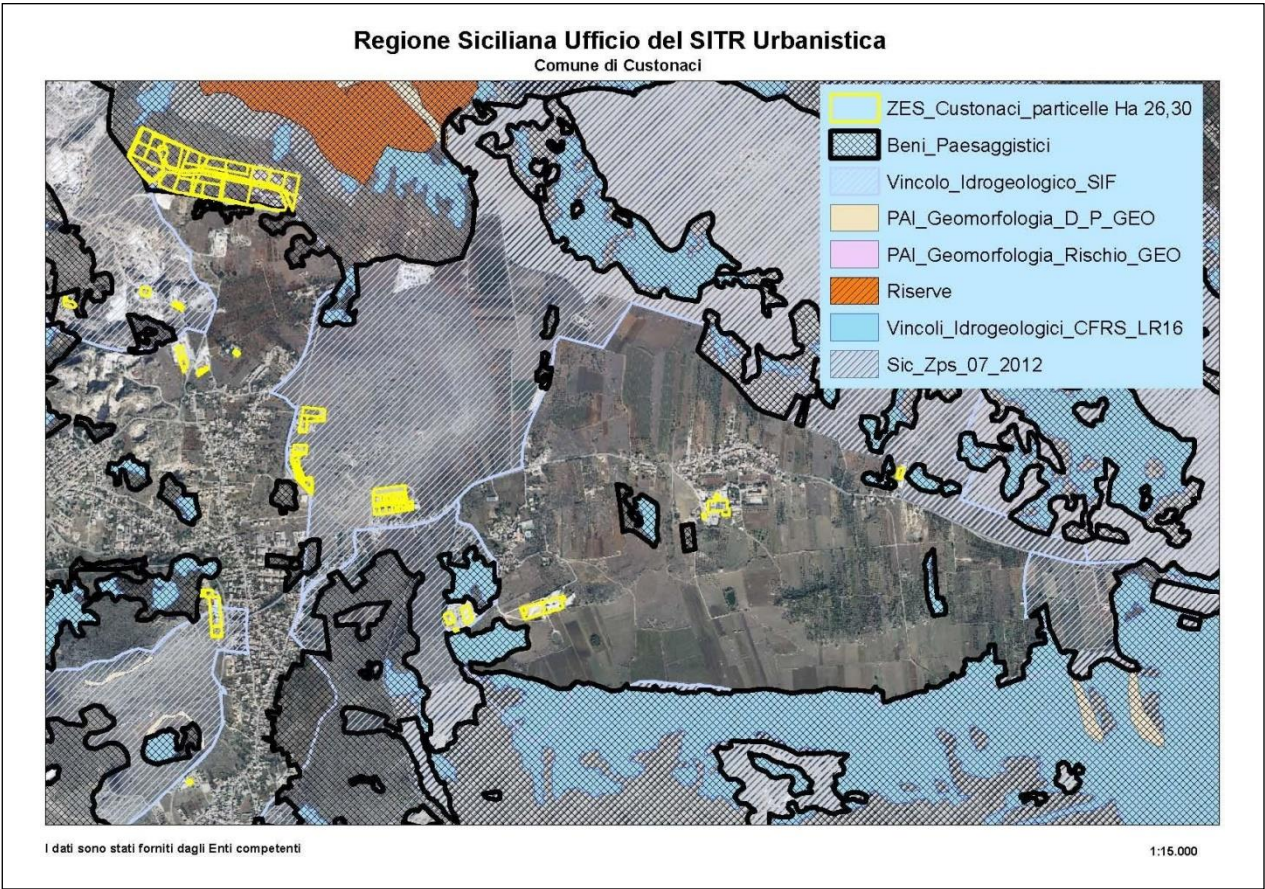 Regione Siciliana Ufficio del SITR Urbanistica
Comune di Custonaci
ZES_Custonaci_particelle Ha 26,30
Beni_Paesaggistici
Vincolo_Idrogeologico_SIF
PAI_Geomorfologia_D_P_GEO
PAI_Geomorfologia_Rischio_GEO
Riserve
Vincoli_Idrogeologici_CFRS_LR16
Sic_Zps_07_2012
I dati sono stati forniti dagli Enti competenti
1:15.000